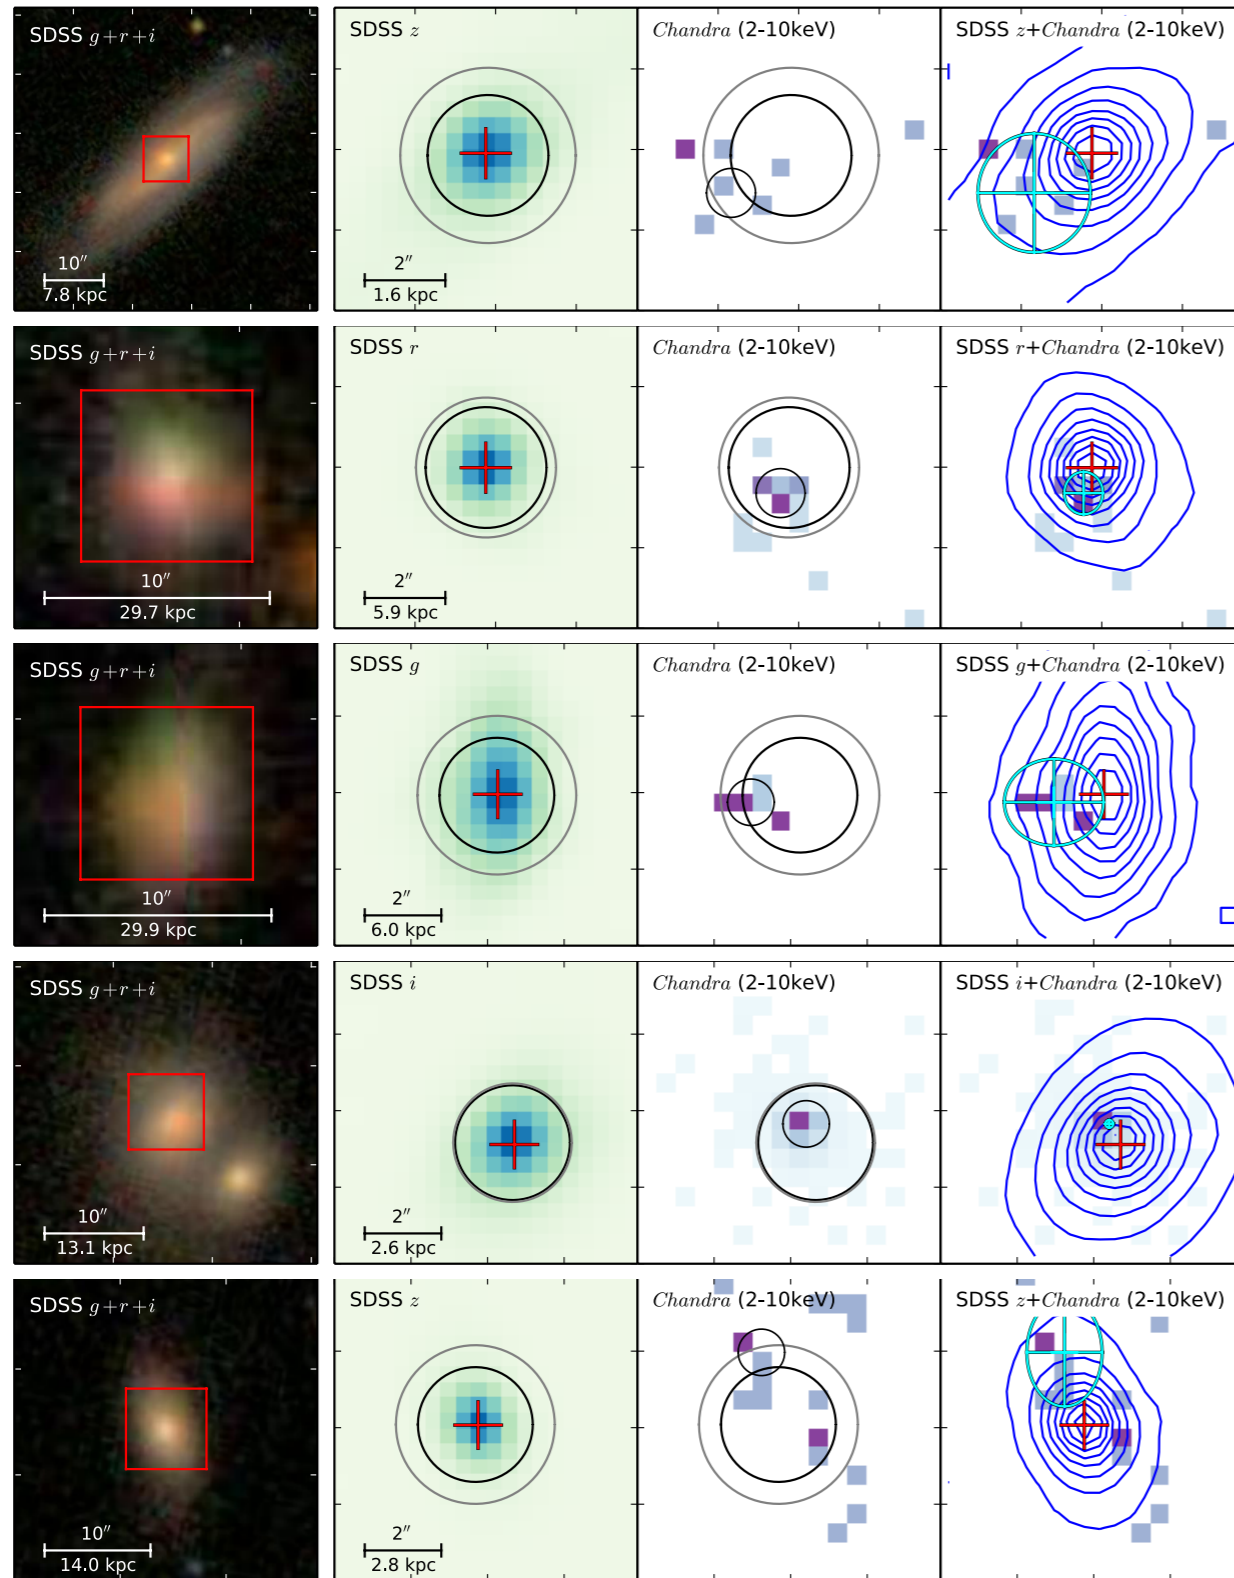 SDSS g+r+i
SDSS z
Chandra (2-10keV)
SDSS z+Chandra (2-10keV)
10″
7.8 kpc
2″
1.6 kpc
SDSS g+r+i
SDSS r
Chandra (2-10keV)
SDSS r+Chandra (2-10keV)
10″
29.7 kpc
2″
5.9 kpc
SDSS g+r+i
SDSS g
Chandra (2-10keV)
SDSS g+Chandra (2-10keV)
10″
29.9 kpc
2″
6.0 kpc
SDSS g+r+i
SDSS i
Chandra (2-10keV)
SDSS i+Chandra (2-10keV)
10″
13.1 kpc
2″
2.6 kpc
SDSS g+r+i
SDSS z
Chandra (2-10keV)
SDSS z+Chandra (2-10keV)
10″
14.0 kpc
2″
2.8 kpc